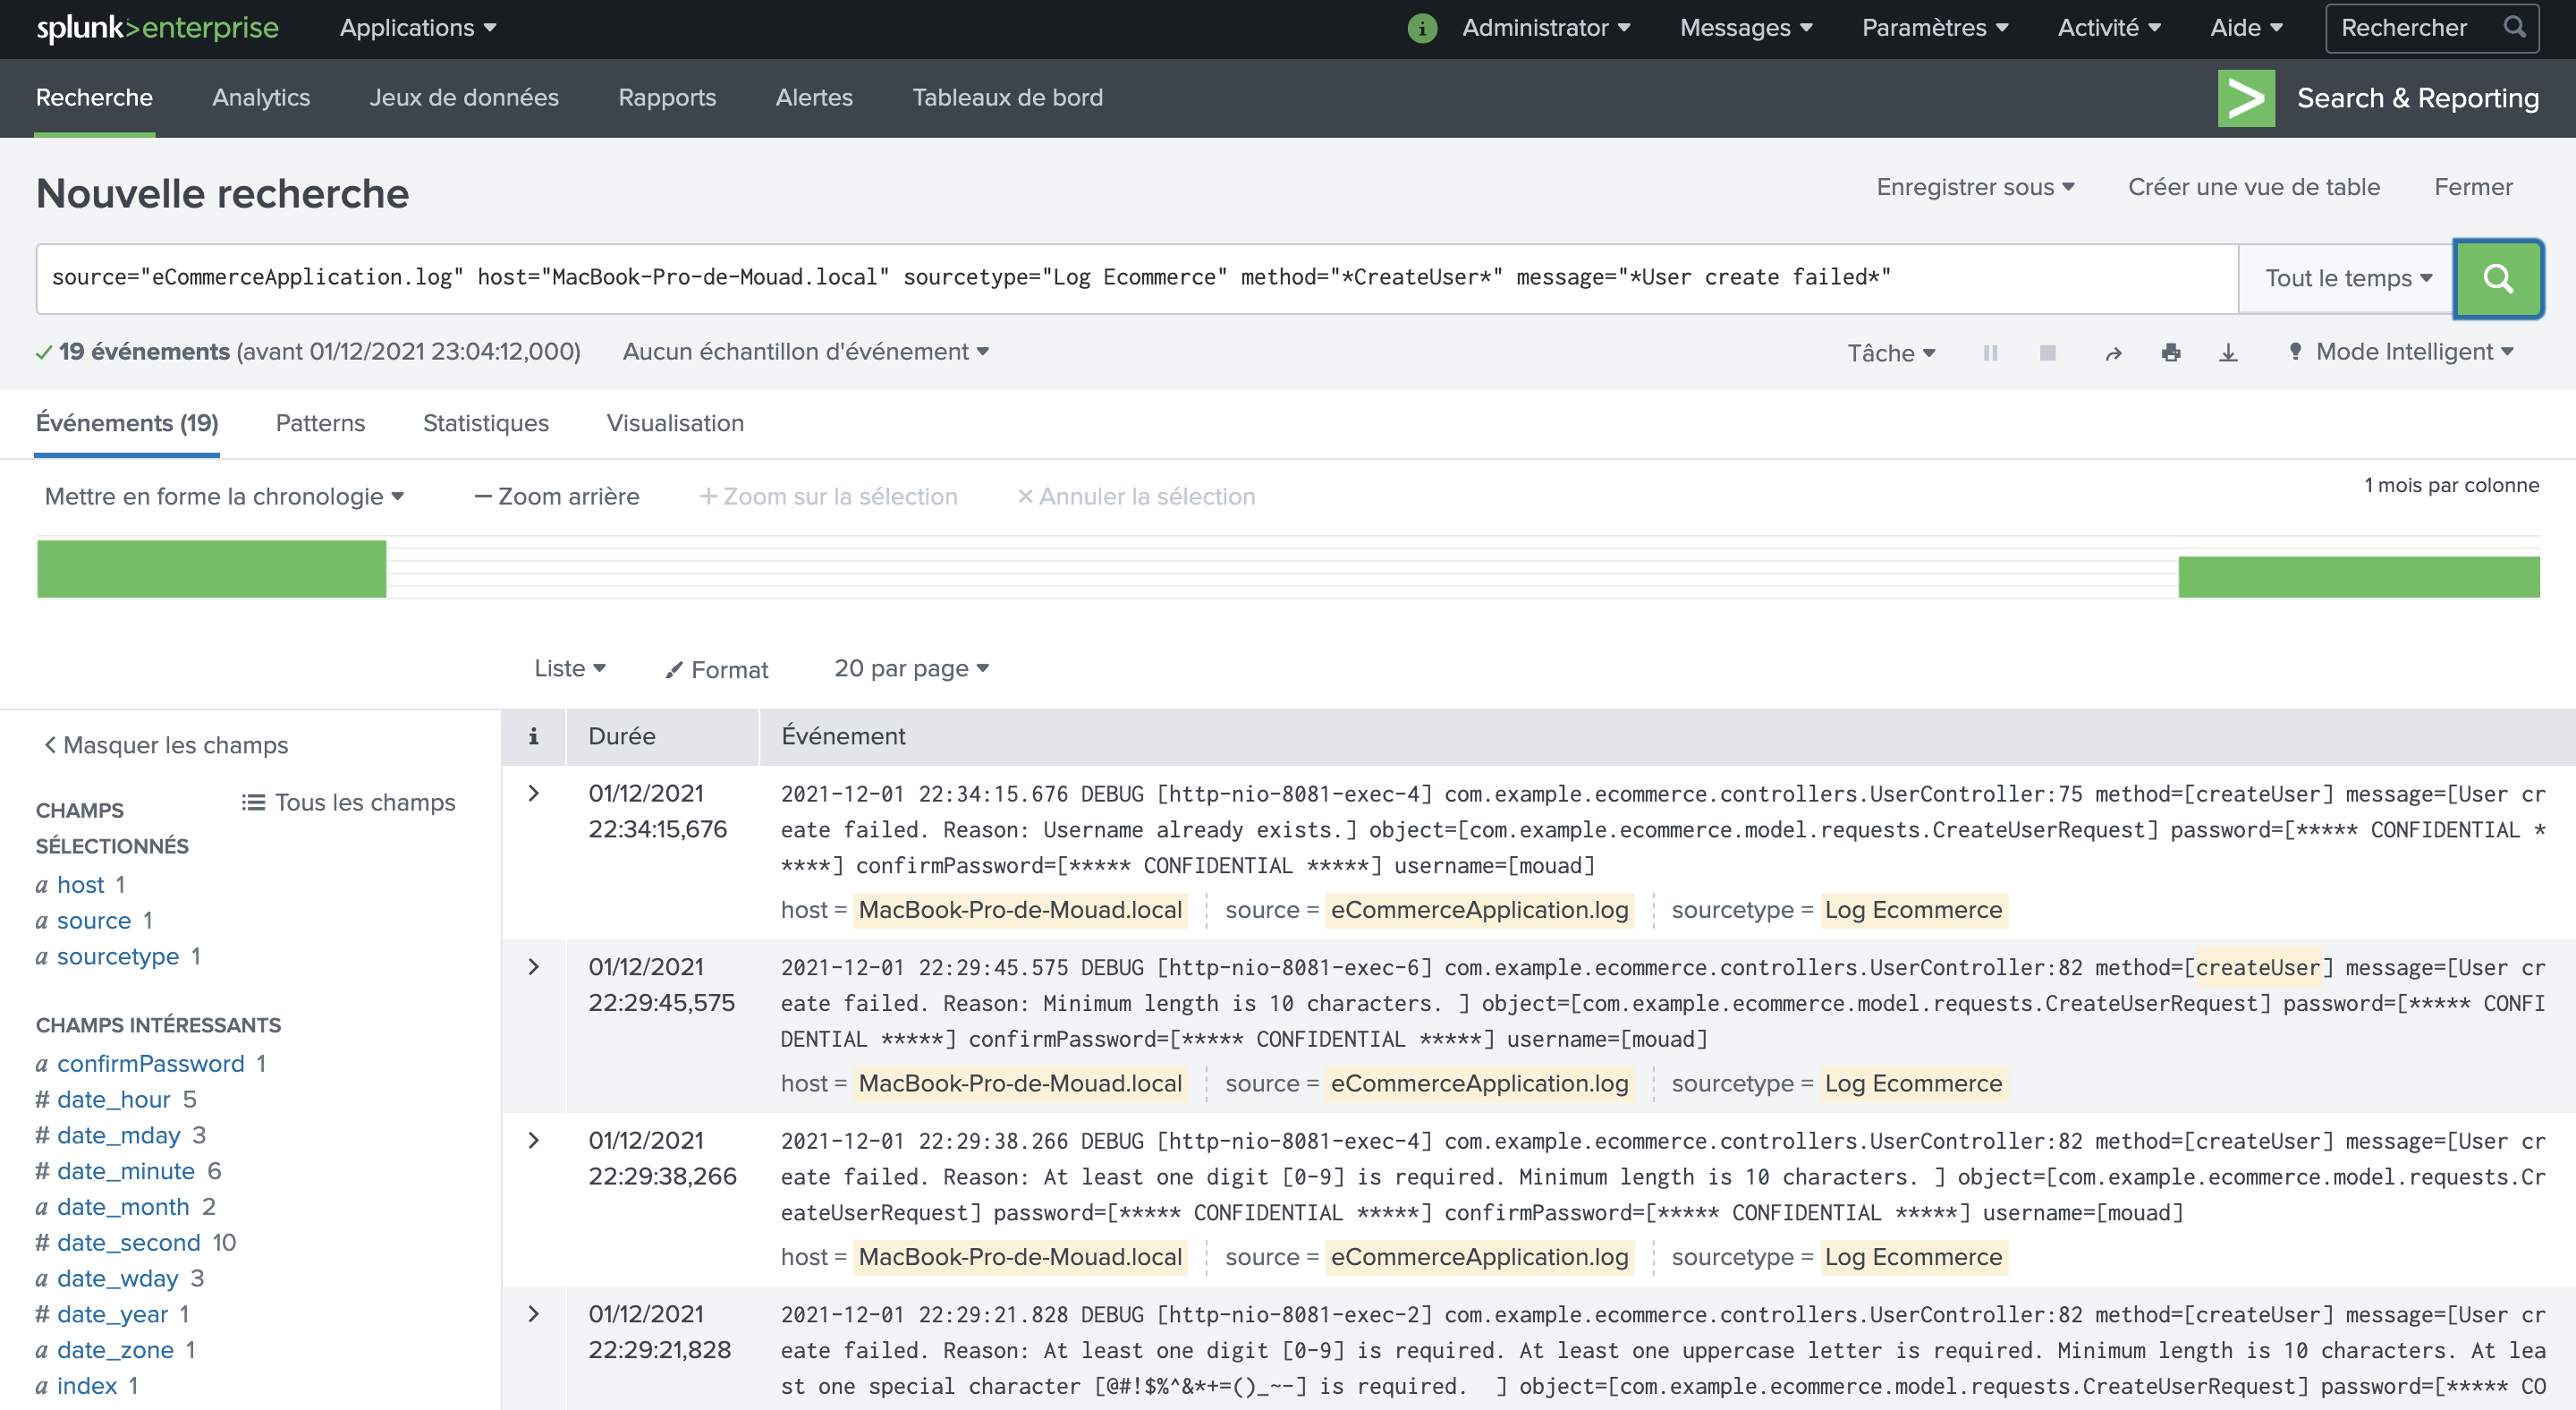 splunk>enterprise Applications Administrator Messages Paramètres Activité Aide Rechercher
Recherche Analytics Jeux de données Rapports Alertes Tableaux de bord Search & Reporting
Nouvelle recherche
Enregistrer sous Créer une vue de table Fermer
source="eCommerceApplication.log" host="MacBook-Pro-de-Mouad.local" sourcetype="Log Ecommerce" method="*CreateUser*" message="*User create failed*" Tout le temps
19 événements (avant 01/12/2021 23:04:12,000) Aucun échantillon d'événement Tâche Mode Intelligent
Événements (19) Patterns Statistiques Visualisation
Mettre en forme la chronologie — Zoom arrière + Zoom sur la sélection × Annuler la sélection 1 mois par colonne
Liste Format 20 par page
< Masquer les champs
Tous les champs
CHAMPS
SÉLECTIONNÉS
a host 1
a source 1
a sourcetype 1
CHAMPS INTÉRESSANTS
a confirmPassword 1
# date_hour 5
# date_mday 3
# date_minute 6
a date_month 2
# date_second 10
a date_wday 3
# date_year 1
a date_zone 1
a index 1
i Durée Événement
> 01/12/2021
22:34:15,676
2021-12-01 22:34:15.676 DEBUG [http-nio-8081-exec-4] com.example.ecommerce.controllers.UserController:75 method=[createUser] message=[User cr
eate failed. Reason: Username already exists.] object=[com.example.ecommerce.model.requests.CreateUserRequest] password=[***** CONFIDENTIAL *
****] confirmPassword=[***** CONFIDENTIAL *****] username=[mouad]
host = MacBook-Pro-de-Mouad.local source = eCommerceApplication.log sourcetype = Log Ecommerce
> 01/12/2021
22:29:45,575
2021-12-01 22:29:45.575 DEBUG [http-nio-8081-exec-6] com.example.ecommerce.controllers.UserController:82 method=[createUser] message=[User cr
eate failed. Reason: Minimum length is 10 characters. ] object=[com.example.ecommerce.model.requests.CreateUserRequest] password=[***** CONFI
DENTIAL *****] confirmPassword=[***** CONFIDENTIAL *****] username=[mouad]
host = MacBook-Pro-de-Mouad.local source = eCommerceApplication.log sourcetype = Log Ecommerce
> 01/12/2021
22:29:38,266
2021-12-01 22:29:38.266 DEBUG [http-nio-8081-exec-4] com.example.ecommerce.controllers.UserController:82 method=[createUser] message=[User cr
eate failed. Reason: At least one digit [0-9] is required. Minimum length is 10 characters. ] object=[com.example.ecommerce.model.requests.Cr
eateUserRequest] password=[***** CONFIDENTIAL *****] confirmPassword=[***** CONFIDENTIAL *****] username=[mouad]
host = MacBook-Pro-de-Mouad.local source = eCommerceApplication.log sourcetype = Log Ecommerce
> 01/12/2021
22:29:21,828
2021-12-01 22:29:21.828 DEBUG [http-nio-8081-exec-2] com.example.ecommerce.controllers.UserController:82 method=[createUser] message=[User cr
eate failed. Reason: At least one digit [0-9] is required. At least one uppercase letter is required. Minimum length is 10 characters. At lea
st one special character [@#!$%^&*+=()_~-] is required.  ] object=[com.example.ecommerce.model.requests.CreateUserRequest] password=[***** CO